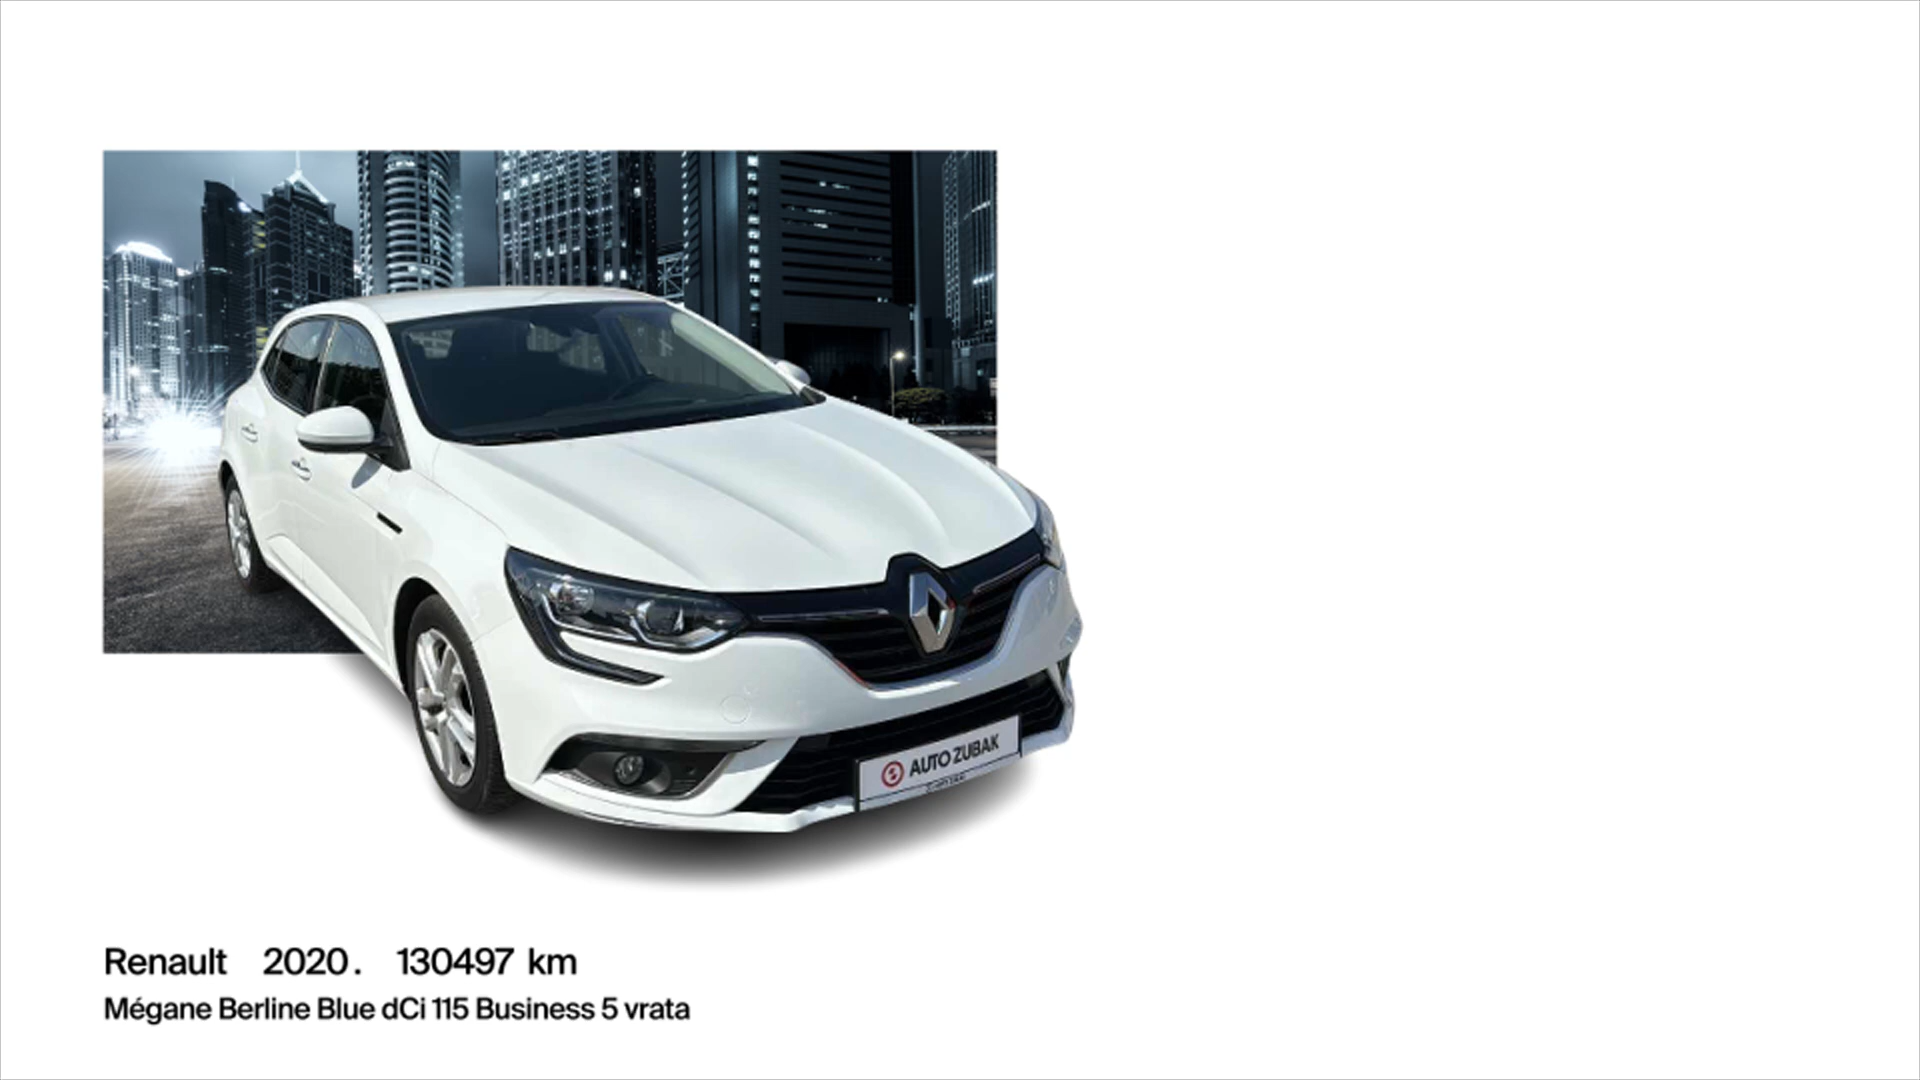 AUTO ZUBAK
Renault 2020. 130497 km
Mégane Berline Blue dCi 115 Business 5 vrata